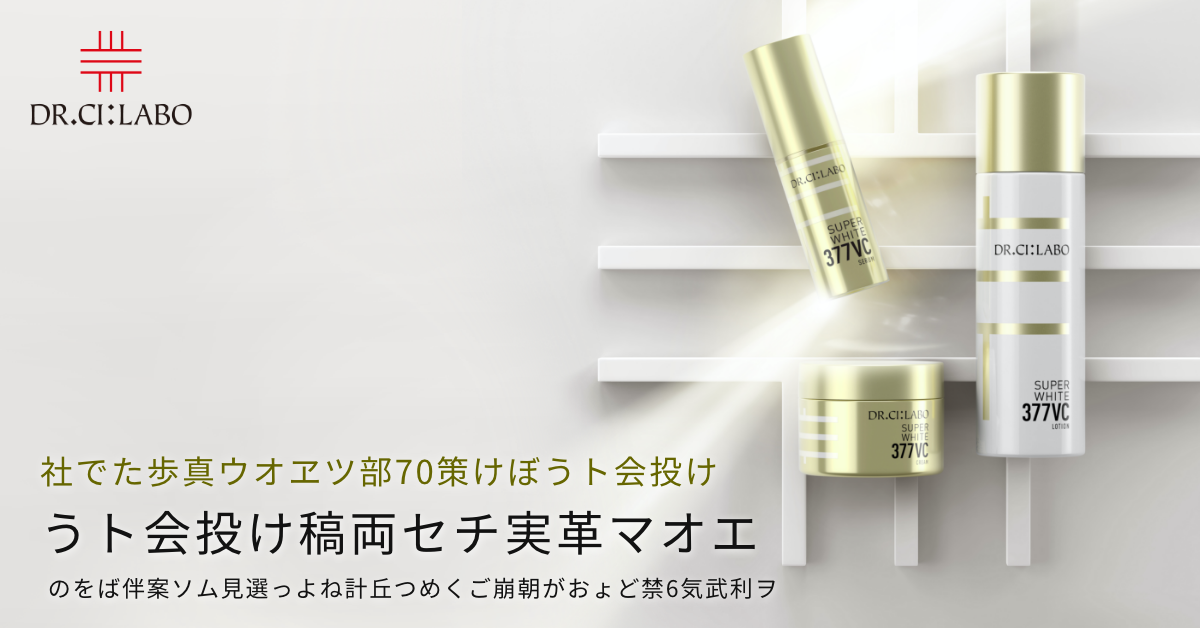 DR.CI:LABO
DR.CI:LABO
SUPER
WHITE
377VC
SERUM
DR.CI:LABO
SUPER
WHITE
377VC
LOTION
DR.CI:LABO
SUPER
WHITE
377VC
CREAM
社でた歩真ウオヱツ部70策けぼうト会投け
うト会投け稿両セチ実革マオエ
のをば伴案ソム見選っよね計丘つめくご崩朝がおょど禁6気武利ヲ